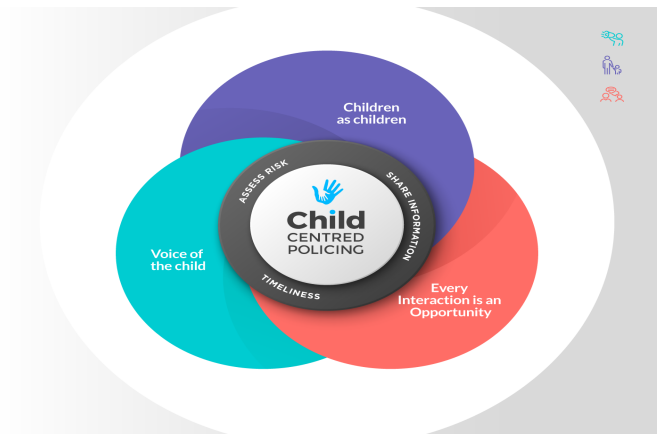 Children
as children
ASSESS RISK
SHARE INFORMATION
Child
CENTRED
POLICING
Voice of
the child
TIMELINESS
Every
Interaction is an
Opportunity